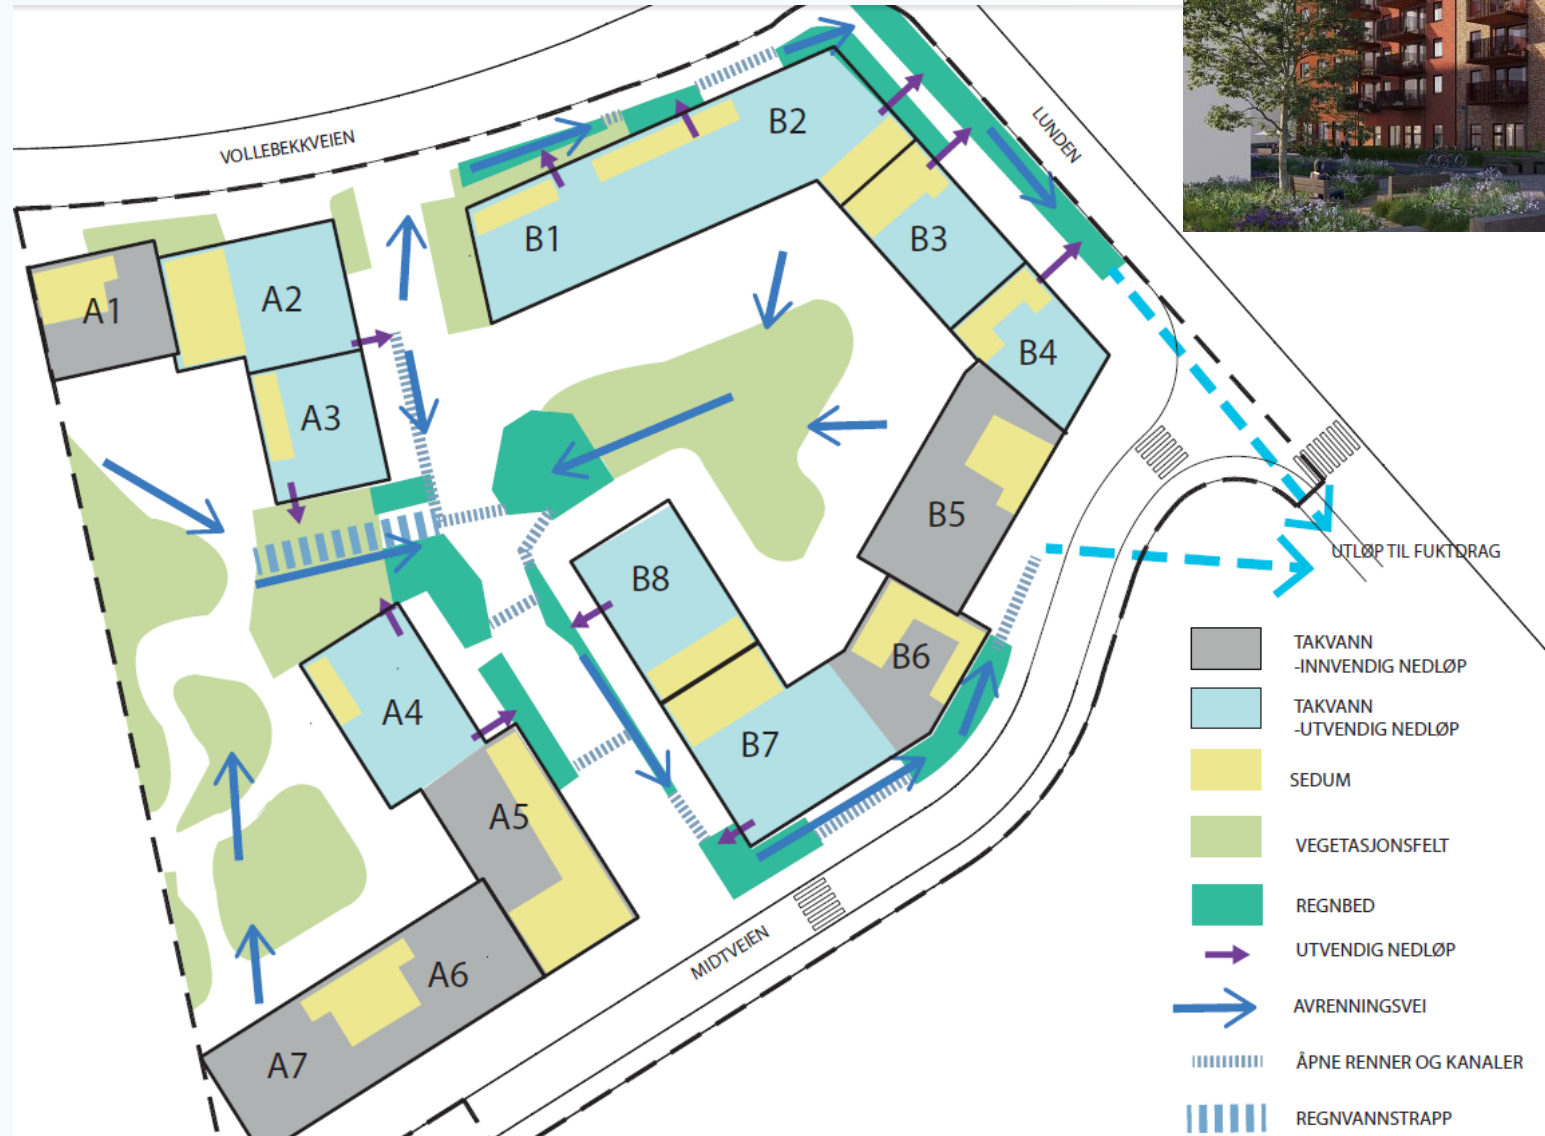 VOLLEBEKKVEIEN
LUNDEN
B2
B1
B3
A1
A2
B4
A3
B5
UTLØP TIL FUKTDRAG
B8
B6
A4
B7
A5
A6
A7
MIDTVEIEN
TAKVANN
-INNVENDIG NEDLØP
TAKVANN
-UTVENDIG NEDLØP
SEDUM
VEGETASJONSFELT
REGNBED
UTVENDIG NEDLØP
AVRENNINGSVEI
ÅPNE RENNER OG KANALER
REGNVANNSTRAPP